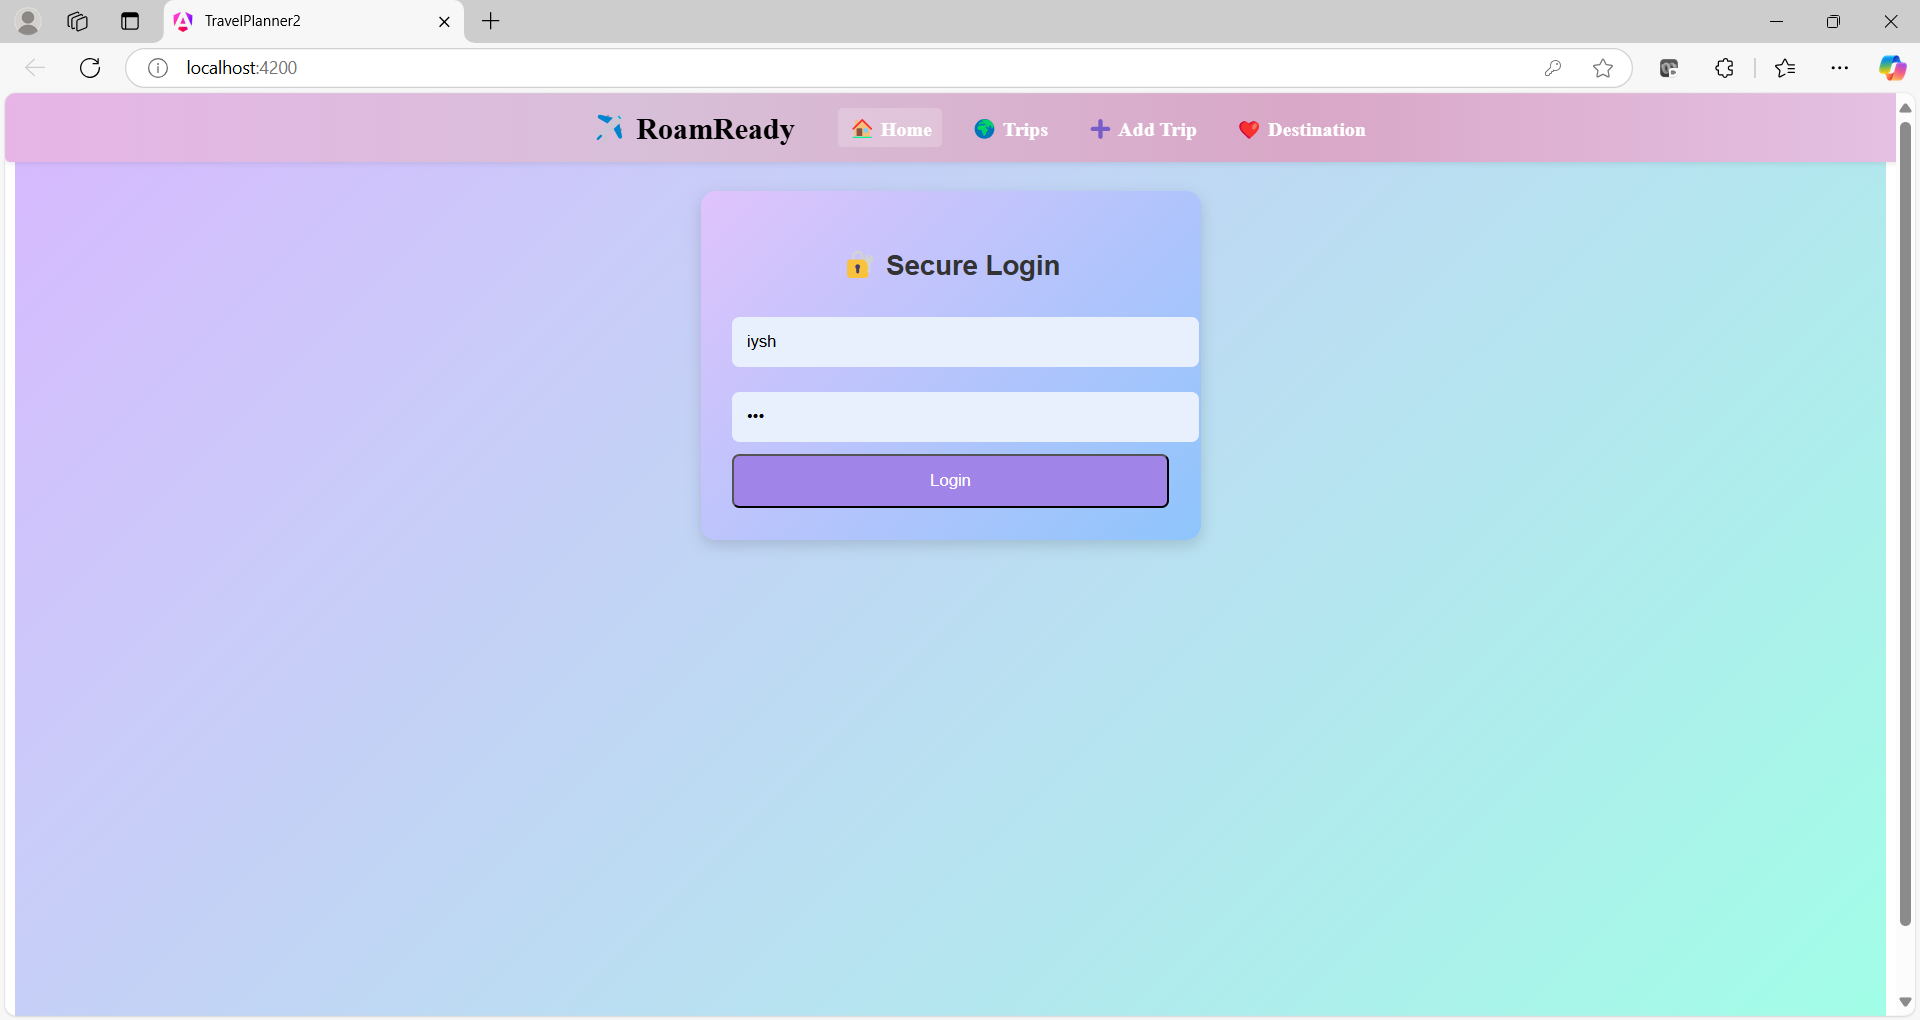 TravelPlanner2
localhost:4200
RoamReady
Home
Trips
Add Trip
Destination
Secure Login
iysh
•••
Login